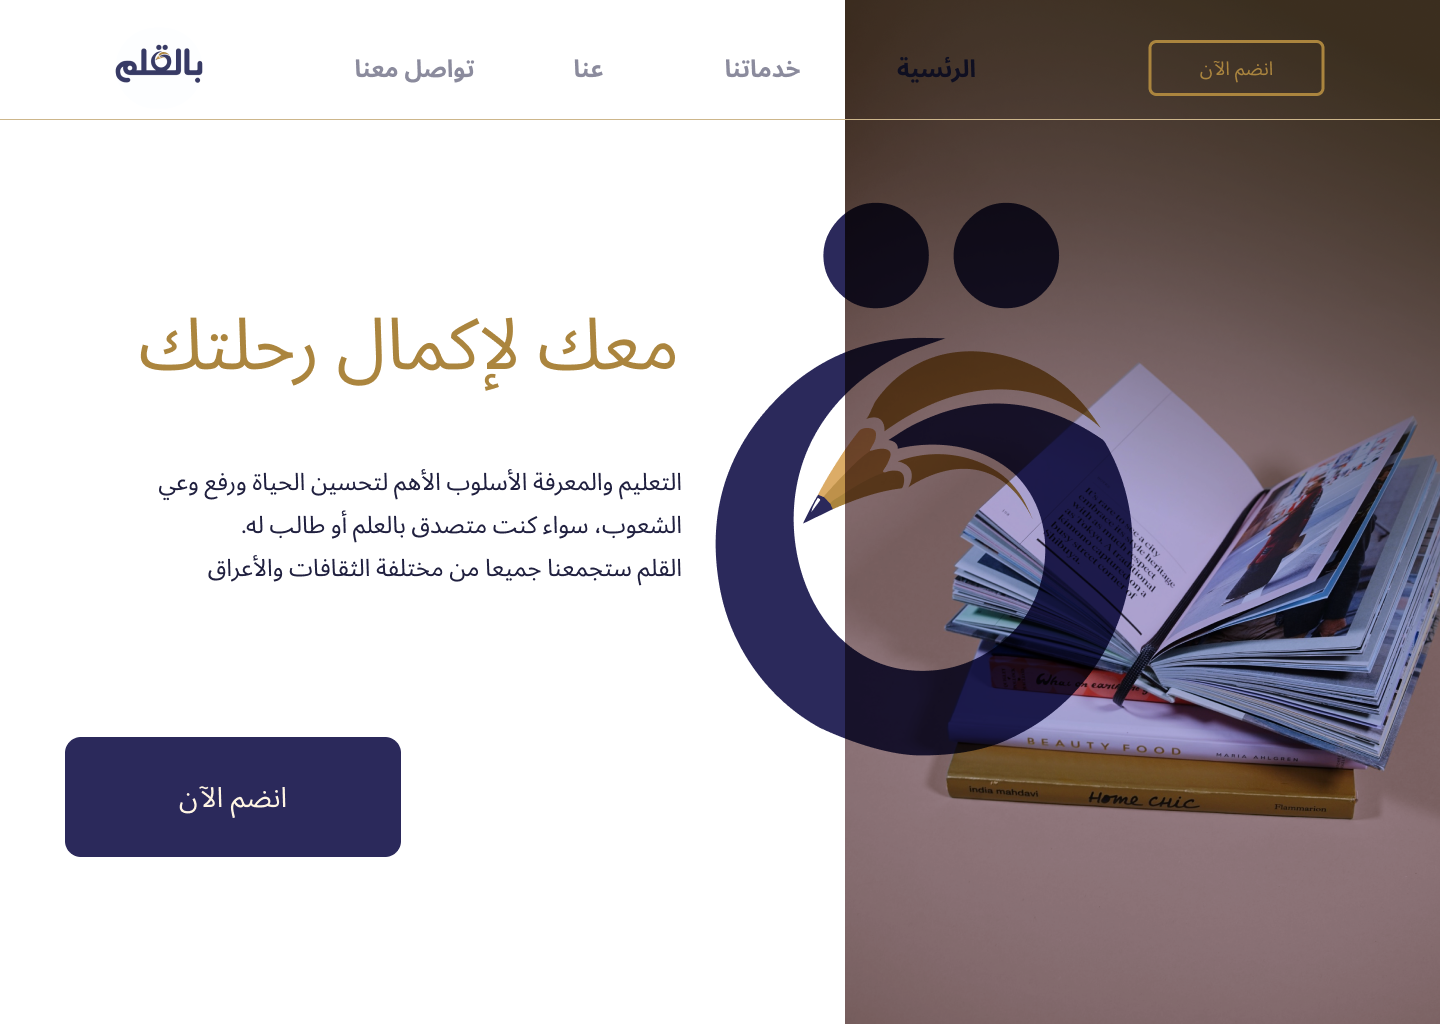 انضم الآن
الرئسية
خدماتنا
عنا
تواصل معنا
بالقلم
معك لإكمال رحلتك
التعليم والمعرفة الأسلوب الأهم لتحسين الحياة ورفع وعي
الشعوب، سواء كنت متصدق بالعلم أو طالب له.
القلم ستجمعنا جميعا من مختلفة الثقافات والأعراق
انضم الآن
BEAUTY FOOD
MARIA AHLGREN
india mahdavi
Home CHIC
Flammarion